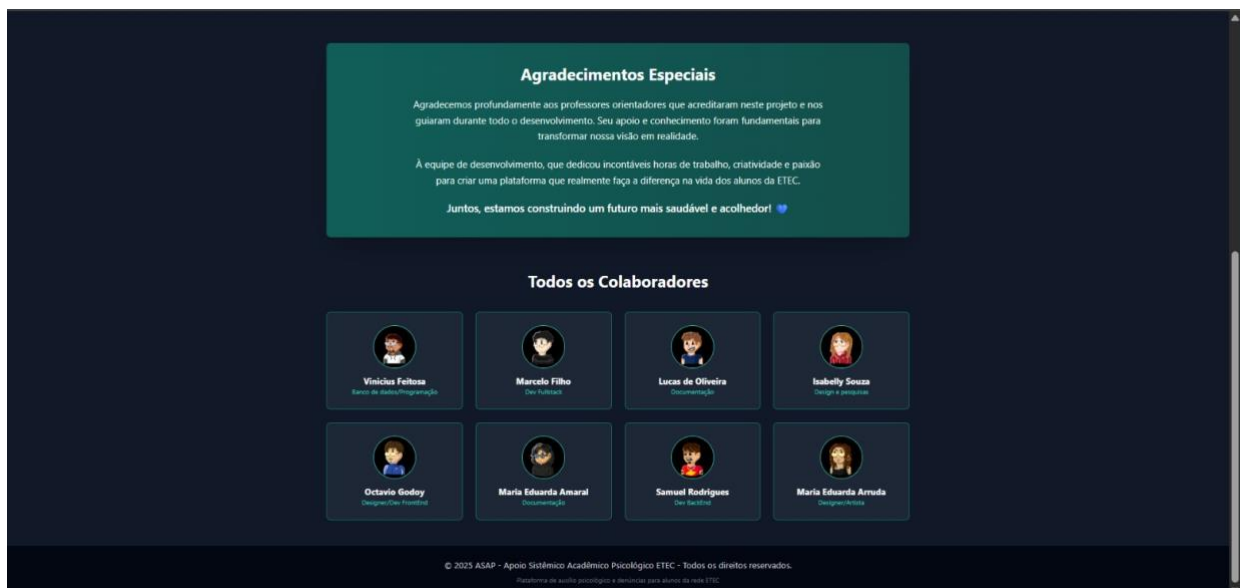 Agradecimentos Especiais
Agradecemos profundamente aos professores orientadores que acreditaram neste projeto e nos
guiaram durante todo o desenvolvimento. Seu apoio e conhecimento foram fundamentais para
transformar nossa visão em realidade.
À equipe de desenvolvimento, que dedicou incontáveis horas de trabalho, criatividade e paixão
para criar uma plataforma que realmente faça a diferença na vida dos alunos da ETEC.
Juntos, estamos construindo um futuro mais saudável e acolhedor! 💙
Todos os Colaboradores
Vinicius Feitosa
Banco de dados/Programação
Marcelo Filho
Dev Fullstack
Lucas de Oliveira
Documentação
Isabelly Souza
Design e pesquisas
Octavio Godoy
Designer/Dev FrontEnd
Maria Eduarda Amaral
Documentação
Samuel Rodrigues
Dev BackEnd
Maria Eduarda Arruda
Designer/Artista
© 2025 ASAP - Apoio Sistêmico Acadêmico Psicológico ETEC - Todos os direitos reservados.
Plataforma de auxílio psicológico e denúncias para alunos da rede ETEC